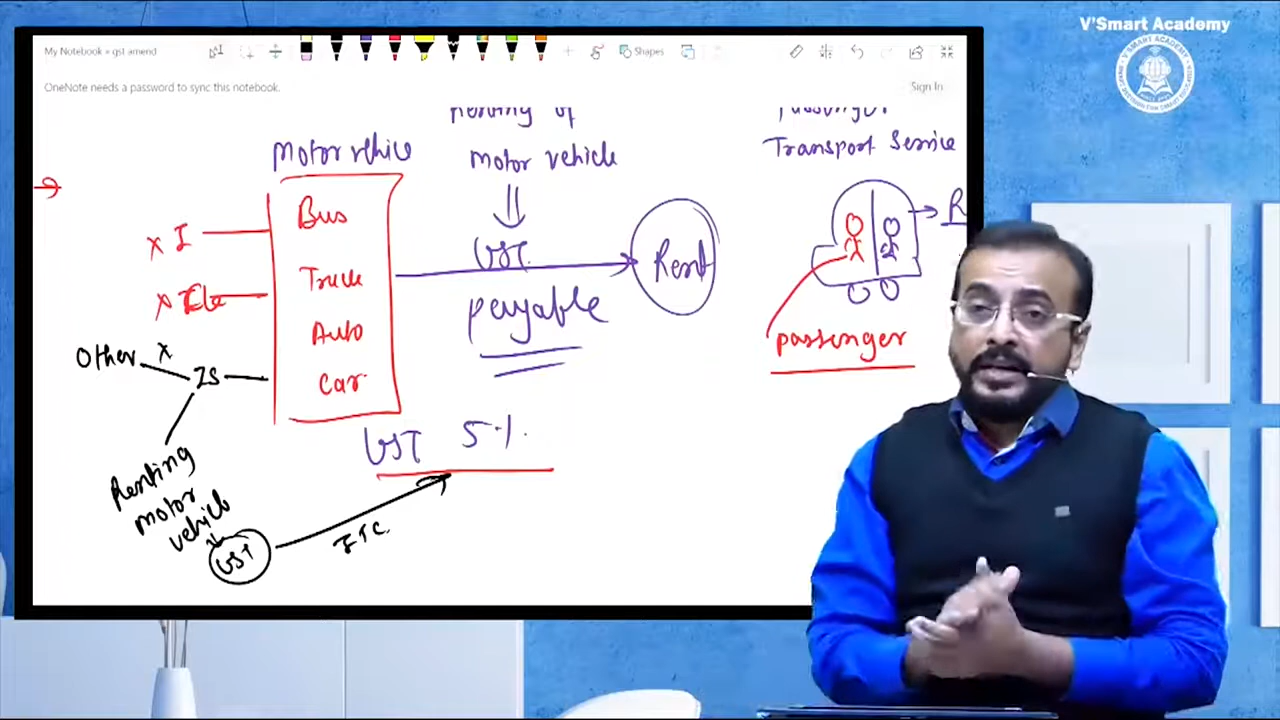 V'Smart Academy
My Notebook » gst amend
Shapes
OneNote needs a password to sync this notebook.
Sign In
Renting of
motor vehicle
GST
payable
Passenger
Transport Service
R
passenger
Motor vehice
Bus
Truck
Auto
Car
Rent
x I
x
Other x
IS
Renting
motor
vehicle
GST
ITC
GST 5%.